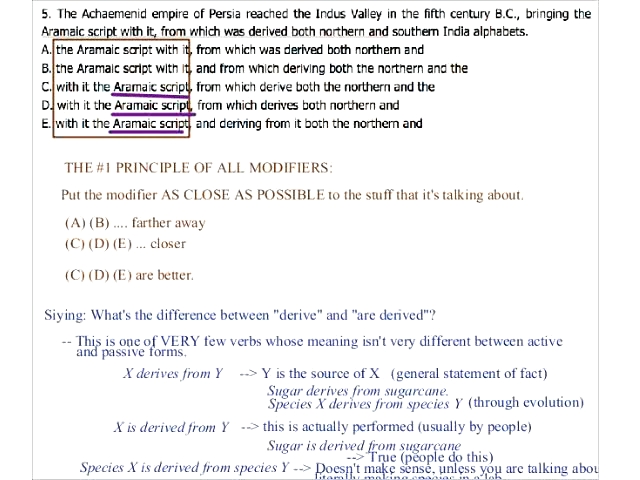 5. The Achaemenid empire of Persia reached the Indus Valley in the fifth century B.C., bringing the
Aramaic script with it, from which was derived both northern and southern India alphabets.
A. the Aramaic script with it, from which was derived both northern and
B. the Aramaic script with it, and from which deriving both the northern and the
C. with it the Aramaic script, from which derive both the northern and the
D. with it the Aramaic script, from which derives both northern and
E. with it the Aramaic script, and deriving from it both the northern and
THE #1 PRINCIPLE OF ALL MODIFIERS:
Put the modifier AS CLOSE AS POSSIBLE to the stuff that it's talking about.
(A) (B) .... farther away
(C) (D) (E) ... closer
(C) (D) (E) are better.
Siying: What's the difference between "derive" and "are derived"?
-- This is one of VERY few verbs whose meaning isn't very different between active
and passive forms.
X derives from Y --> Y is the source of X (general statement of fact)
Sugar derives from sugarcane.
Species X derives from species Y (through evolution)
X is derived from Y --> this is actually performed (usually by people)
Sugar is derived from sugarcane
--> True (people do this)
Species X is derived from species Y --> Doesn't make sense, unless you are talking abou
literally making species in a lab